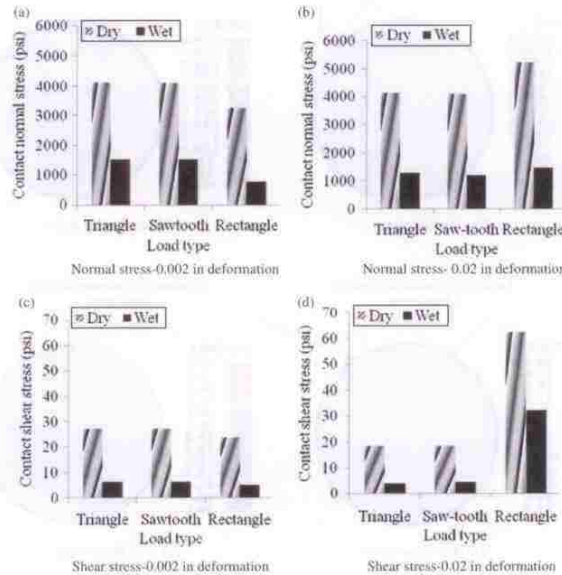 (a)
Dry Wet
Contact normal stress (psi)
6000
5000
4000
3000
2000
1000
0
Triangle Sawtooth Rectangle
Load type
Normal stress-0.002 in deformation
(b)
Dry Wet
Contact normal stress (psi)
6000
5000
4000
3000
2000
1000
0
Triangle Saw-tooth Rectangle
Load type
Normal stress- 0.02 in deformation
(c)
Dry Wet
Contact shear stress (psi)
70
60
50
40
30
20
10
0
Triangle Sawtooth Rectangle
Load type
Shear stress-0.002 in deformation
(d)
Dry Wet
Contact shear stress (psi)
70
60
50
40
30
20
10
0
Triangle Saw-tooth Rectangle
Load type
Shear stress-0.02 in deformation